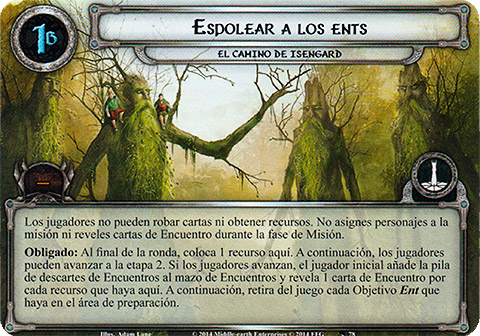 1B
ESPOLEAR A LOS ENTS
EL CAMINO DE ISENGARD
Los jugadores no pueden robar cartas ni obtener recursos. No asignes personajes a la
misión ni reveles cartas de Encuentro durante la fase de Misión.
Obligado: Al final de la ronda, coloca 1 recurso aquí. A continuación, los jugadores
pueden avanzar a la etapa 2. Si los jugadores avanzan, el jugador inicial añade la pila
de descartes de Encuentros al mazo de Encuentros y revela 1 carta de Encuentro por
cada recurso que haya aquí. A continuación, retira del juego cada Objetivo Ent que
haya en el área de preparación.
Illus. Adam Lane © 2014 Middle-earth Enterprises © 2014 FFG 78